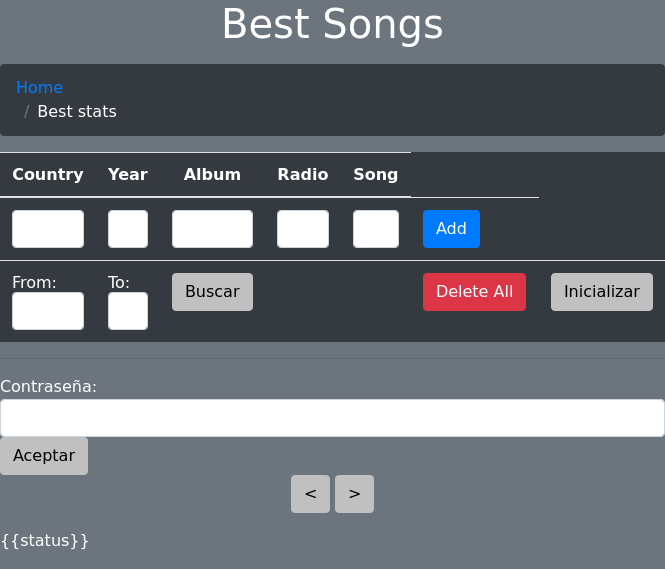 Best Songs
Home
/ Best stats
Country Year Album Radio Song
Add
From: To: Buscar Delete All Inicializar
Contraseña:
Aceptar
< >
{{status}}